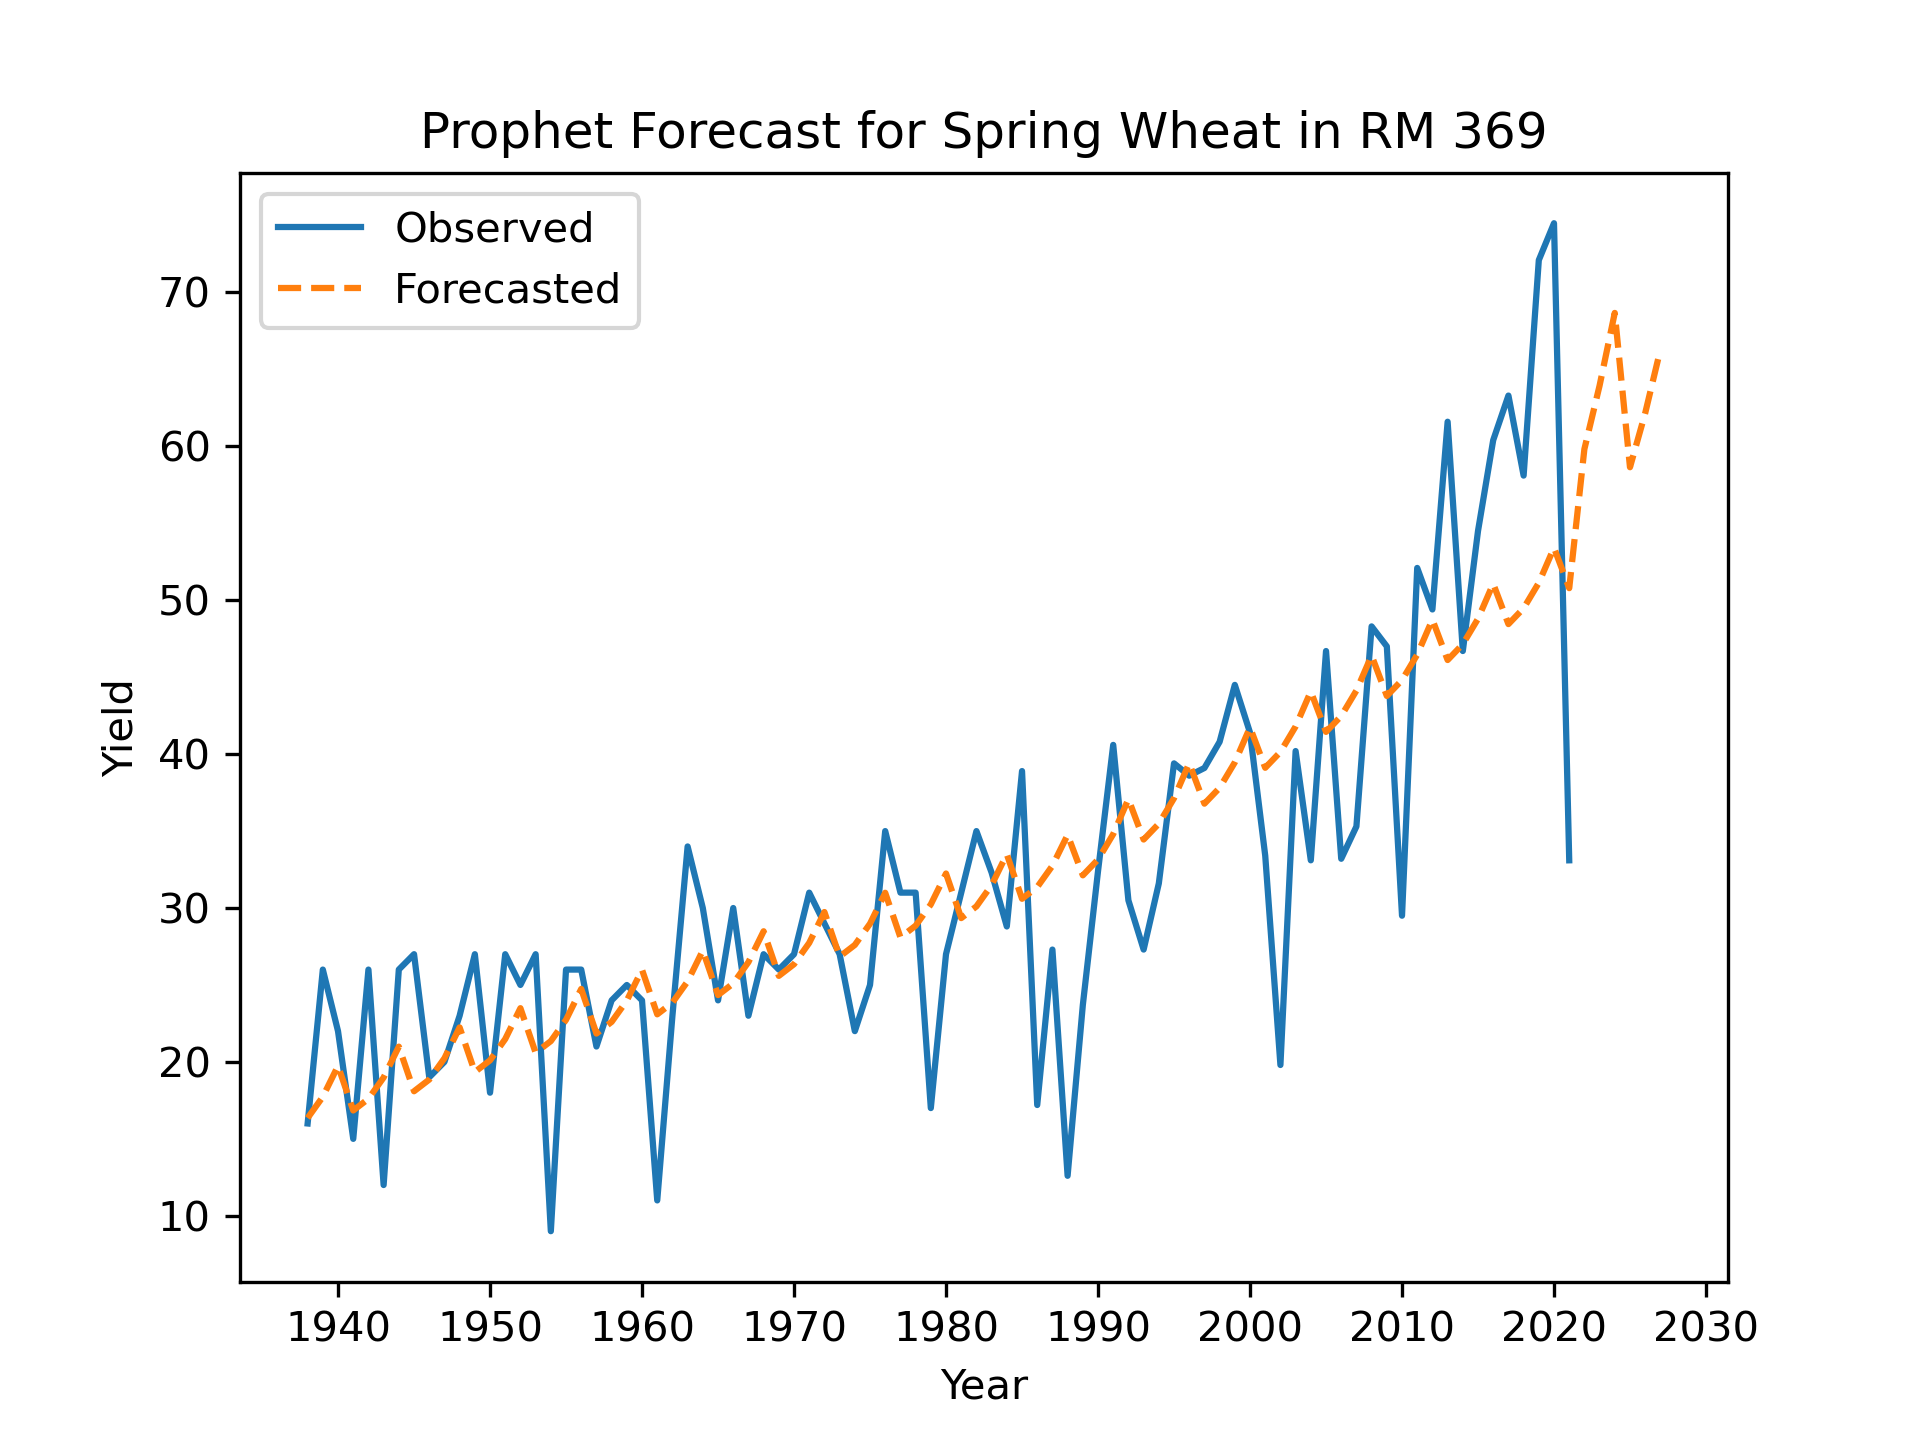 Prophet Forecast for Spring Wheat in RM 369
Observed
Forecasted
70
60
50
40
30
20
10
Yield
1940 1950 1960 1970 1980 1990 2000 2010 2020 2030
Year